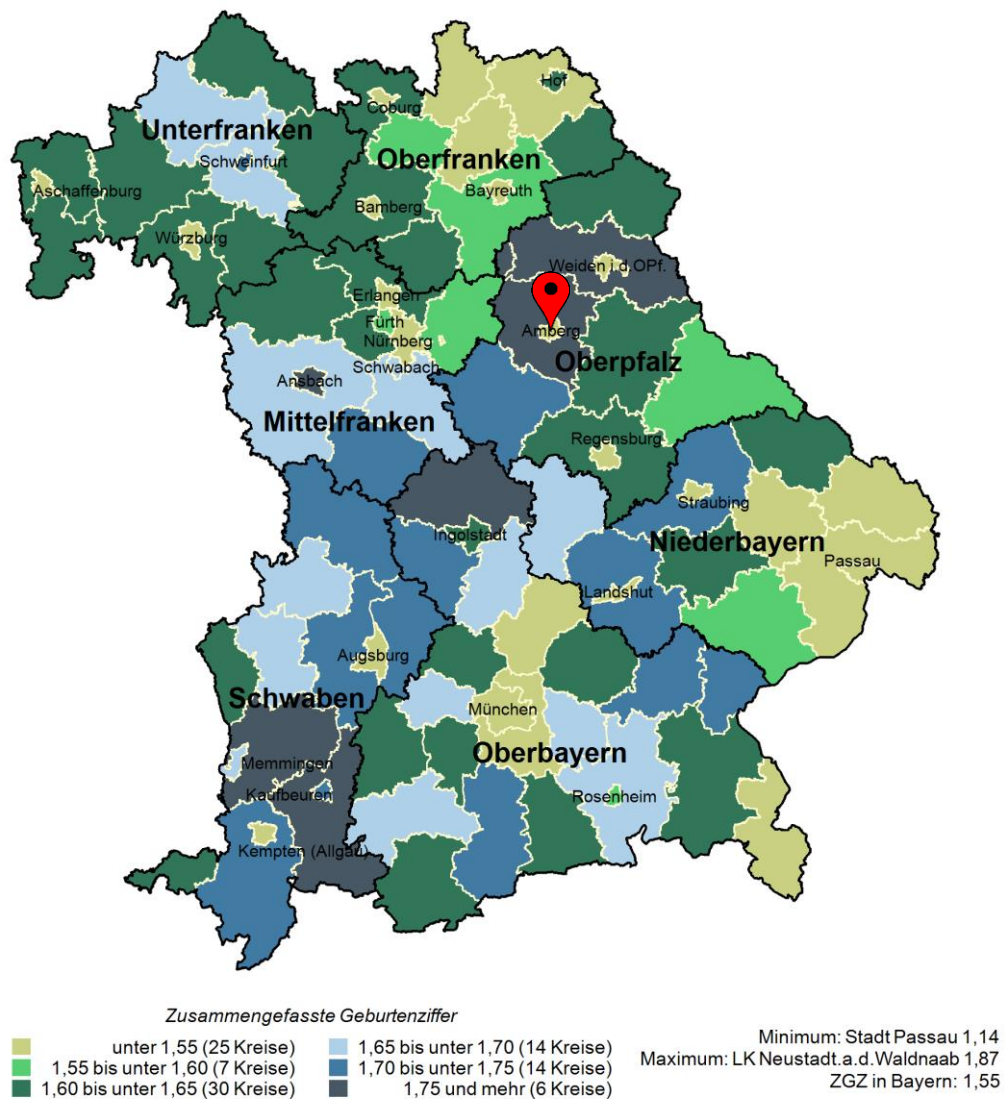 Hof
Coburg
Unterfranken
Oberfranken
Schweinfurt
Aschaffenburg
Bayreuth
Bamberg
Würzburg
Weiden i.d.OPf.
Erlangen
Fürth
Amberg
Nürnberg
Oberpfalz
Schwabach
Ansbach
Mittelfranken
Regensburg
Straubing
Ingolstadt
Niederbayern
Passau
Landshut
Augsburg
Schwaben
München
Oberbayern
Memmingen
Kaufbeuren
Rosenheim
Kempten (Allgäu)
Zusammengefasste Geburtenziffer
unter 1,55 (25 Kreise)
1,55 bis unter 1,60 (7 Kreise)
1,60 bis unter 1,65 (30 Kreise)
1,65 bis unter 1,70 (14 Kreise)
1,70 bis unter 1,75 (14 Kreise)
1,75 und mehr (6 Kreise)
Minimum: Stadt Passau 1,14
Maximum: LK Neustadt.a.d.Waldnaab 1,87
ZGZ in Bayern: 1,55